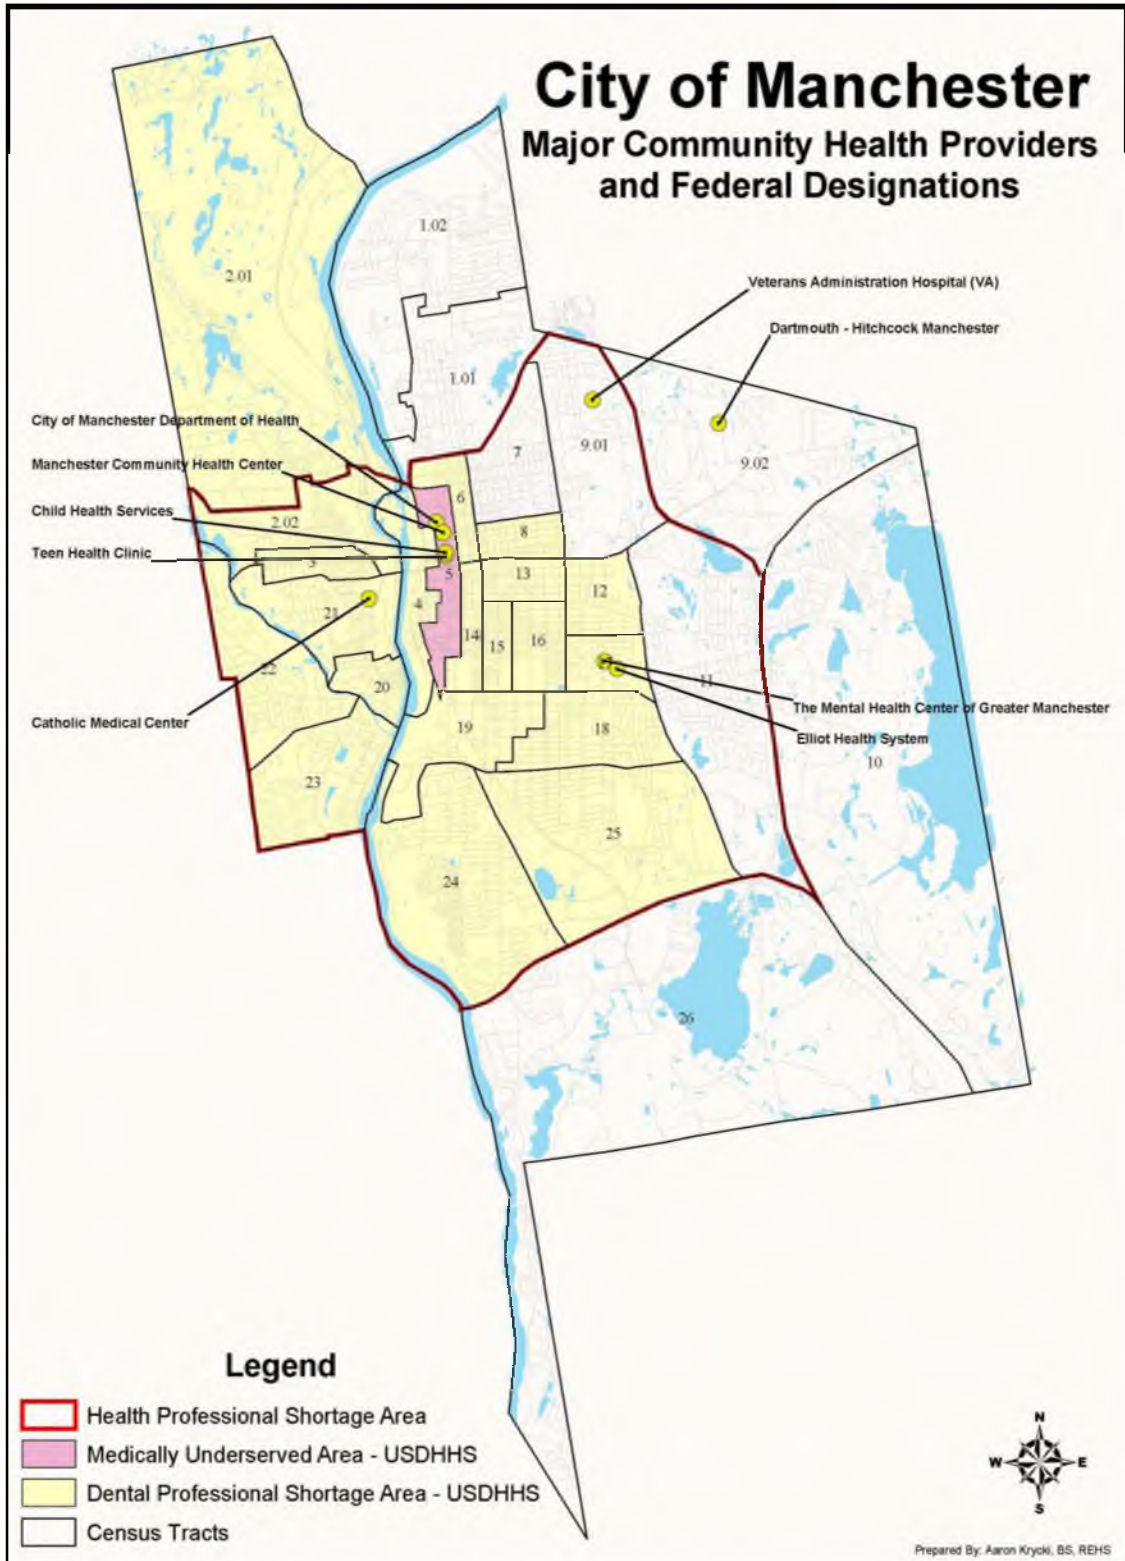 City of Manchester
Major Community Health Providers
and Federal Designations
1.02
2.01
Veterans Administration Hospital (VA)
Dartmouth - Hitchcock Manchester
1.01
City of Manchester Department of Health
7
9.01
9.02
Manchester Community Health Center
6
Child Health Services
2.02
8
Teen Health Clinic
3
5
13
12
21
4
14
15
16
22
20
11
The Mental Health Center of Greater Manchester
Catholic Medical Center
19
18
Elliot Health System
10
23
25
24
26
Legend
Health Professional Shortage Area
Medically Underserved Area - USDHHS
Dental Professional Shortage Area - USDHHS
Census Tracts
N
W
E
S
Prepared By: Aaron Krycki, BS, REHS